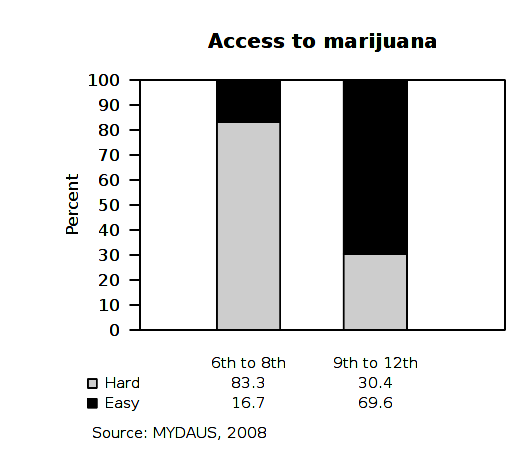 Access to marijuana
Percent
100
90
80
70
60
50
40
30
20
10
0
6th to 8th 9th to 12th
Hard 83.3 30.4
Easy 16.7 69.6
Source: MYDAUS, 2008